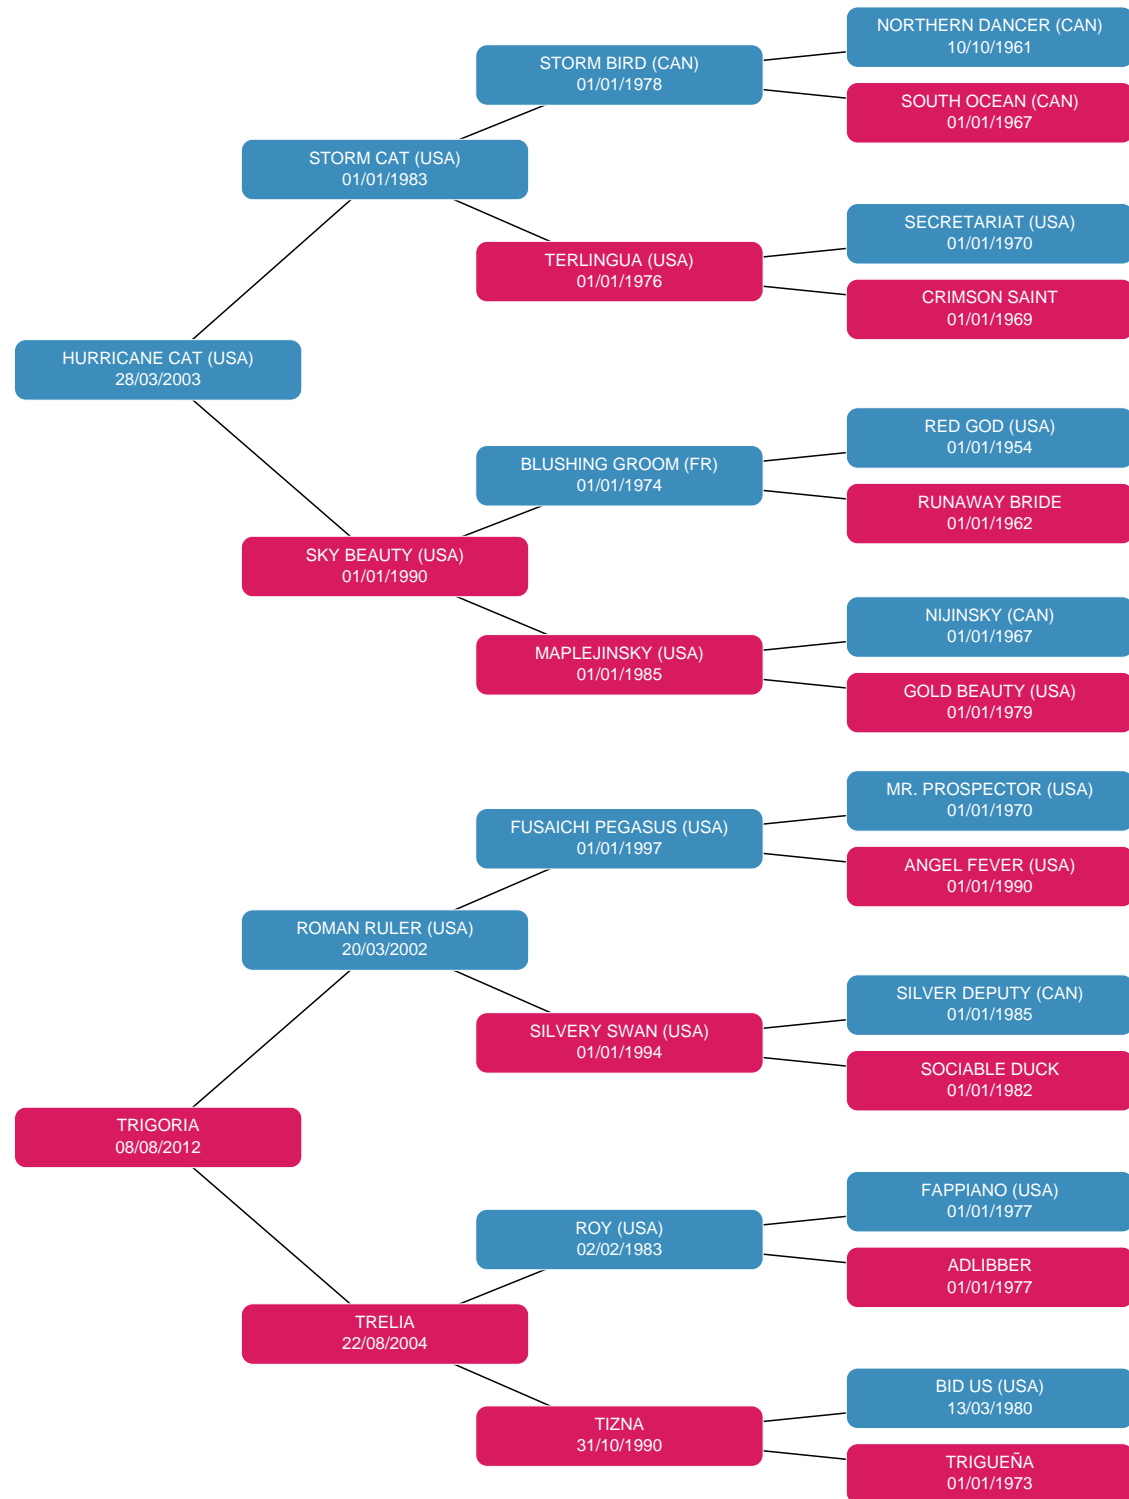 NORTHERN DANCER (CAN)
10/10/1961
STORM BIRD (CAN)
01/01/1978
SOUTH OCEAN (CAN)
01/01/1967
STORM CAT (USA)
01/01/1983
SECRETARIAT (USA)
01/01/1970
TERLINGUA (USA)
01/01/1976
CRIMSON SAINT
01/01/1969
HURRICANE CAT (USA)
28/03/2003
RED GOD (USA)
01/01/1954
BLUSHING GROOM (FR)
01/01/1974
RUNAWAY BRIDE
01/01/1962
SKY BEAUTY (USA)
01/01/1990
NIJINSKY (CAN)
01/01/1967
MAPLEJINSKY (USA)
01/01/1985
GOLD BEAUTY (USA)
01/01/1979
MR. PROSPECTOR (USA)
01/01/1970
FUSAICHI PEGASUS (USA)
01/01/1997
ANGEL FEVER (USA)
01/01/1990
ROMAN RULER (USA)
20/03/2002
SILVER DEPUTY (CAN)
01/01/1985
SILVERY SWAN (USA)
01/01/1994
SOCIABLE DUCK
01/01/1982
TRIGORIA
08/08/2012
FAPPIANO (USA)
01/01/1977
ROY (USA)
02/02/1983
ADLIBBER
01/01/1977
TRELIA
22/08/2004
BID US (USA)
13/03/1980
TIZNA
31/10/1990
TRIGUEÑA
01/01/1973